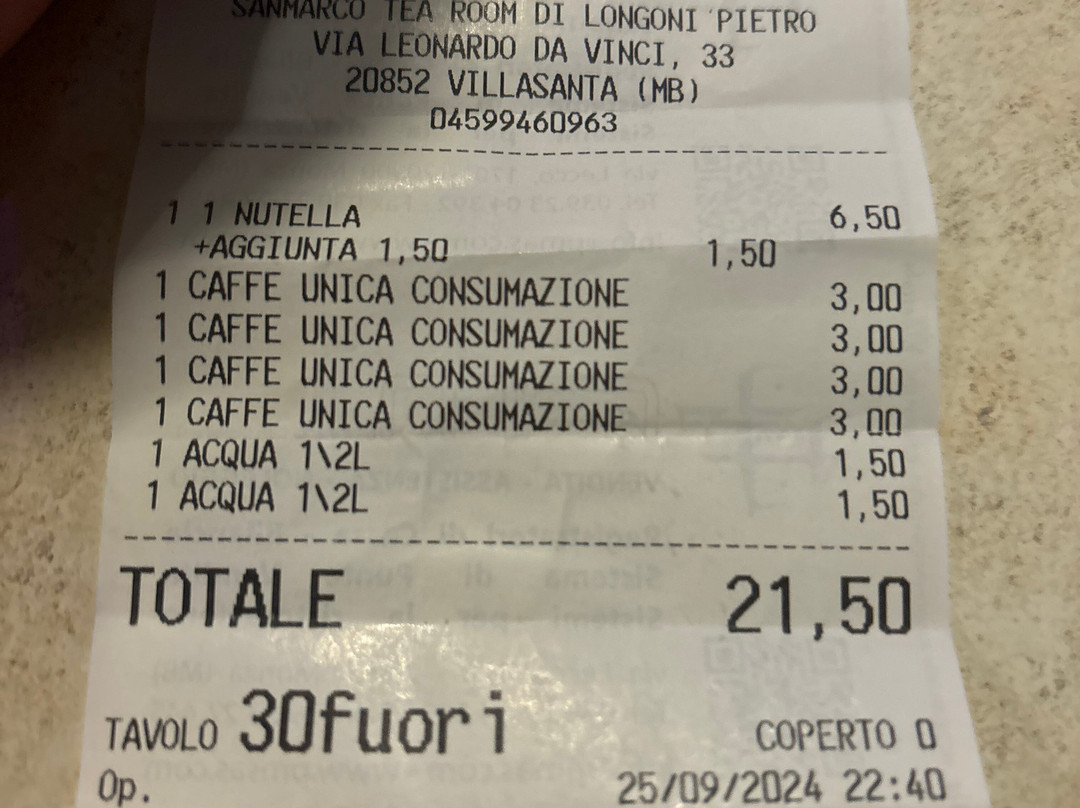 SANMARCO TEA ROOM DI LONGONI PIETRO
VIA LEONARDO DA VINCI, 33
20852 VILLASANTA (MB)
04599460963
1 1 NUTELLA 6,50
+AGGIUNTA 1,50 1,50
1 CAFFE UNICA CONSUMAZIONE 3,00
1 CAFFE UNICA CONSUMAZIONE 3,00
1 CAFFE UNICA CONSUMAZIONE 3,00
1 CAFFE UNICA CONSUMAZIONE 3,00
1 ACQUA 1\2L 1,50
1 ACQUA 1\2L 1,50
TOTALE 21,50
TAVOLO 30fuori COPERTO 0
Op. 25/09/2024 22:40